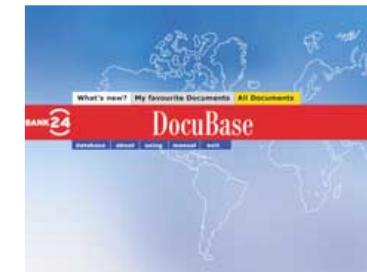 What's new? My favourite Documents All Documents
BANK 24 DocuBase
database about using manual exit